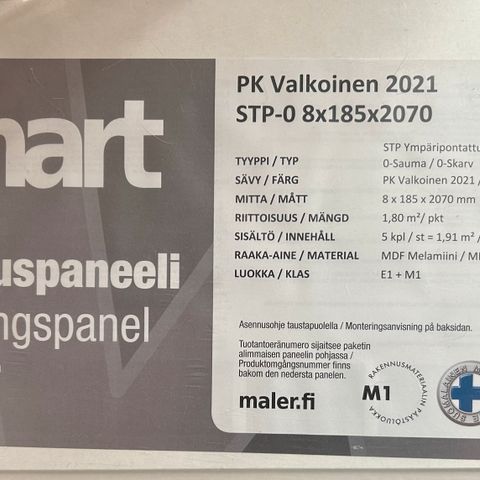 nart
uspaneeli
ngspanel
PK Valkoinen 2021
STP-0 8x185x2070
STP Ympäripontattu
TYYPPI / TYP 0-Sauma / 0-Skarv
SÄVY / FÄRG PK Valkoinen 2021 /
MITTA / MÅTT 8 x 185 x 2070 mm
RIITTOISUUS / MÄNGD 1,80 m²/ pkt
SISÄLTÖ / INNEHÅLL 5 kpl / st = 1,91 m² /
RAAKA-AINE / MATERIAL MDF Melamiini / M
LUOKKA / KLAS E1 + M1
Asennusohje taustapuolella / Monteringsanvisning på baksidan.
Tuotantoeränumero sijaitsee paketin
alimmaisen paneelin pohjassa /
Produktomgångsnummer finns
bakom den nedersta panelen.
maler.fi
M1
RAKENNUSMATERIAALIN PÄÄSTÖLUOKKA